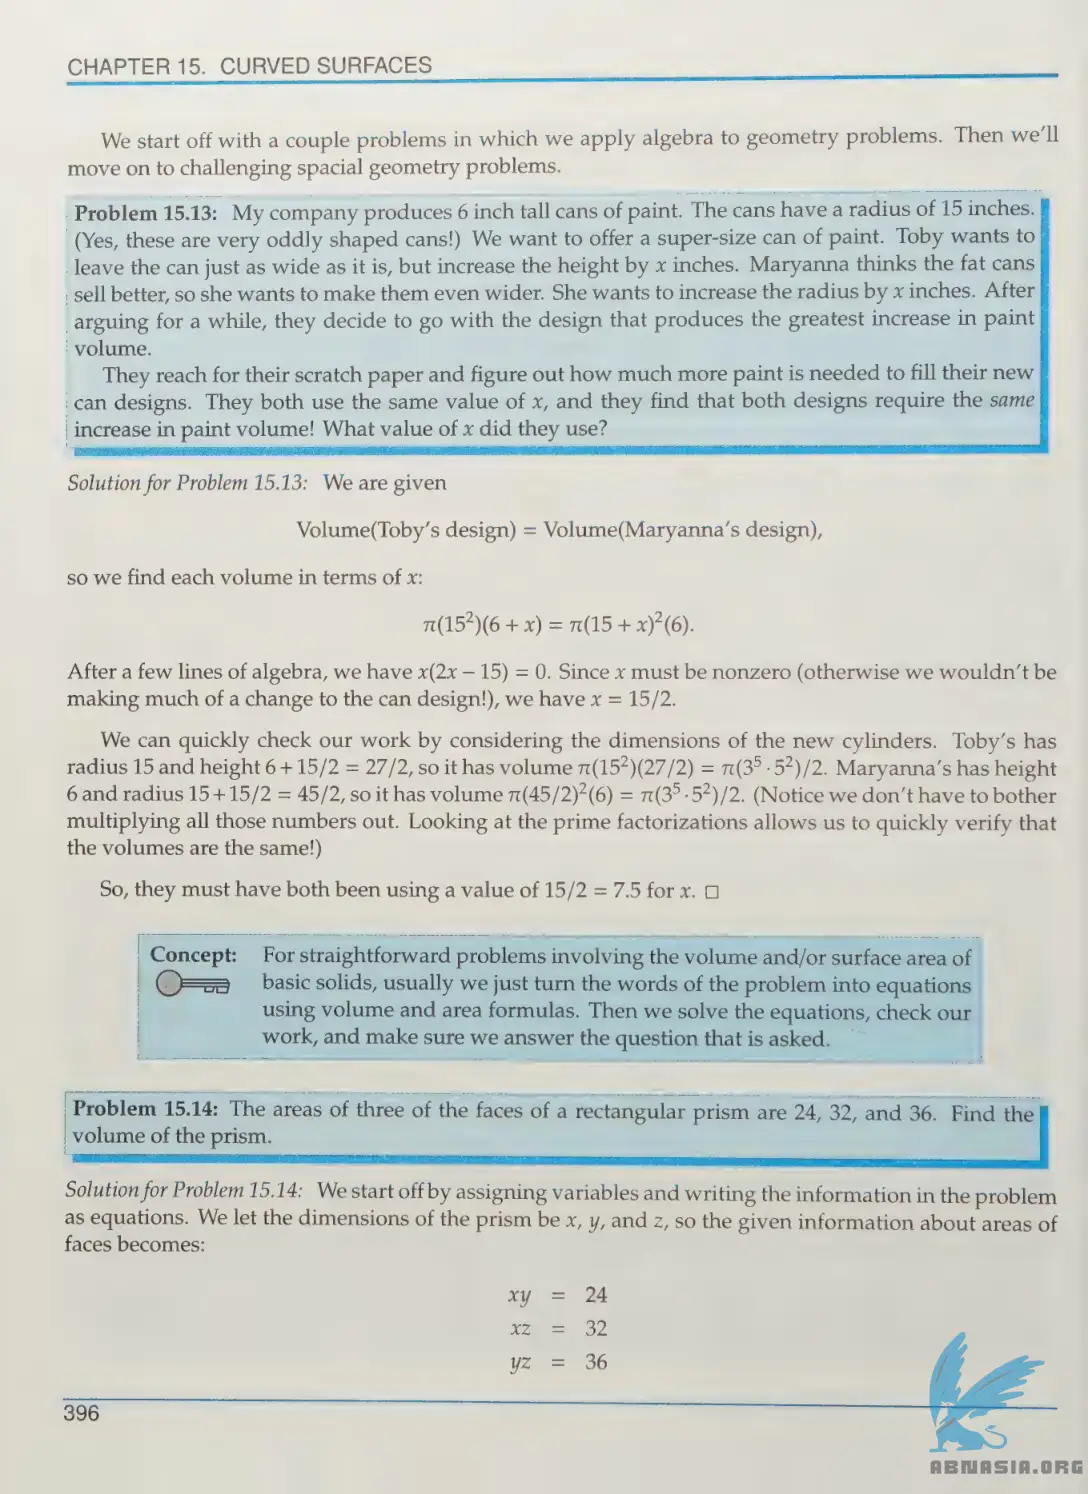 CHAPTER 15. CURVED SURFACES
We start off with a couple problems in which we apply algebra to geometry problems. Then we'll
move on to challenging spacial geometry problems.
Problem 15.13: My company produces 6 inch tall cans of paint. The cans have a radius of 15 inches.
(Yes, these are very oddly shaped cans!) We want to offer a super-size can of paint. Toby wants to
leave the can just as wide as it is, but increase the height by x inches. Maryanna thinks the fat cans
sell better, so she wants to make them even wider. She wants to increase the radius by x inches. After
arguing for a while, they decide to go with the design that produces the greatest increase in paint
volume.
They reach for their scratch paper and figure out how much more paint is needed to fill their new
can designs. They both use the same value of x, and they find that both designs require the same
increase in paint volume! What value of x did they use?
Solution for Problem 15.13: We are given
Volume(Toby's design) = Volume(Maryanna's design),
so we find each volume in terms of x:
π(15²)(6 + x) = π(15 + x)²(6).
After a few lines of algebra, we have x(2x − 15) = 0. Since x must be nonzero (otherwise we wouldn't be
making much of a change to the can design!), we have x = 15/2.
We can quickly check our work by considering the dimensions of the new cylinders. Toby's has
radius 15 and height 6 + 15/2 = 27/2, so it has volume π(15²)(27/2) = π(3⁵ · 5²)/2. Maryanna's has height
6 and radius 15 + 15/2 = 45/2, so it has volume π(45/2)²(6) = π(3⁵ · 5²)/2. (Notice we don't have to bother
multiplying all those numbers out. Looking at the prime factorizations allows us to quickly verify that
the volumes are the same!)
So, they must have both been using a value of 15/2 = 7.5 for x. □
Concept: For straightforward problems involving the volume and/or surface area of
basic solids, usually we just turn the words of the problem into equations
using volume and area formulas. Then we solve the equations, check our
work, and make sure we answer the question that is asked.
Problem 15.14: The areas of three of the faces of a rectangular prism are 24, 32, and 36. Find the
volume of the prism.
Solution for Problem 15.14: We start off by assigning variables and writing the information in the problem
as equations. We let the dimensions of the prism be x, y, and z, so the given information about areas of
faces becomes:
xy = 24
xz = 32
yz = 36
396
ABNASIA.ORG